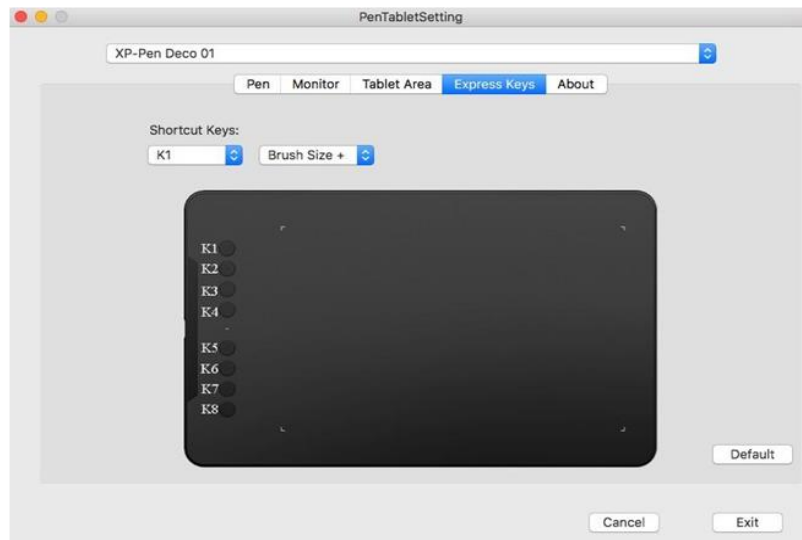 PenTabletSetting
XP-Pen Deco 01
Pen Monitor Tablet Area Express Keys About
Shortcut Keys:
K1 Brush Size +
K1
K2
K3
K4
K5
K6
K7
K8
Default
Cancel Exit